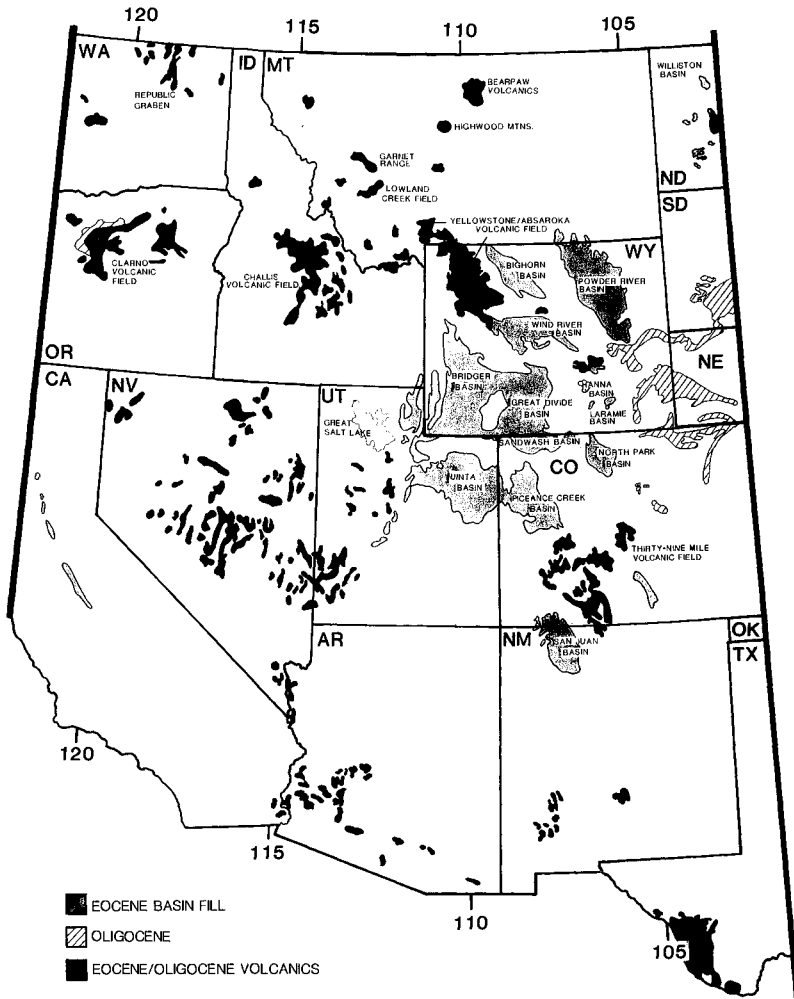 120
115
110
105
WA
ID
MT
WILLISTON
BASIN
BEARPAW
VOLCANICS
REPUBLIC
GRABEN
HIGHWOOD MTNS.
GARNET
RANGE
LOWLAND
CREEK FIELD
ND
SD
YELLOWSTONE/ABSAROKA
VOLCANIC FIELD
WY
CLARNO
VOLCANIC
FIELD
CHALLIS
VOLCANIC FIELD
BIGHORN
BASIN
POWDER RIVER
BASIN
WIND RIVER
BASIN
OR
CA
NV
UT
NE
BRIDGER
BASIN
GREAT DIVIDE
BASIN
ANNA
BASIN
LARAMIE
BASIN
GREAT
SALT LAKE
SANDWASH BASIN
CO
NORTH PARK
BASIN
UINTA
BASIN
PICEANCE CREEK
BASIN
THIRTY-NINE MILE
VOLCANIC FIELD
AR
NM
OK
TX
SAN JUAN
BASIN
120
115
110
105
EOCENE BASIN FILL
OLIGOCENE
EOCENE/OLIGOCENE VOLCANICS